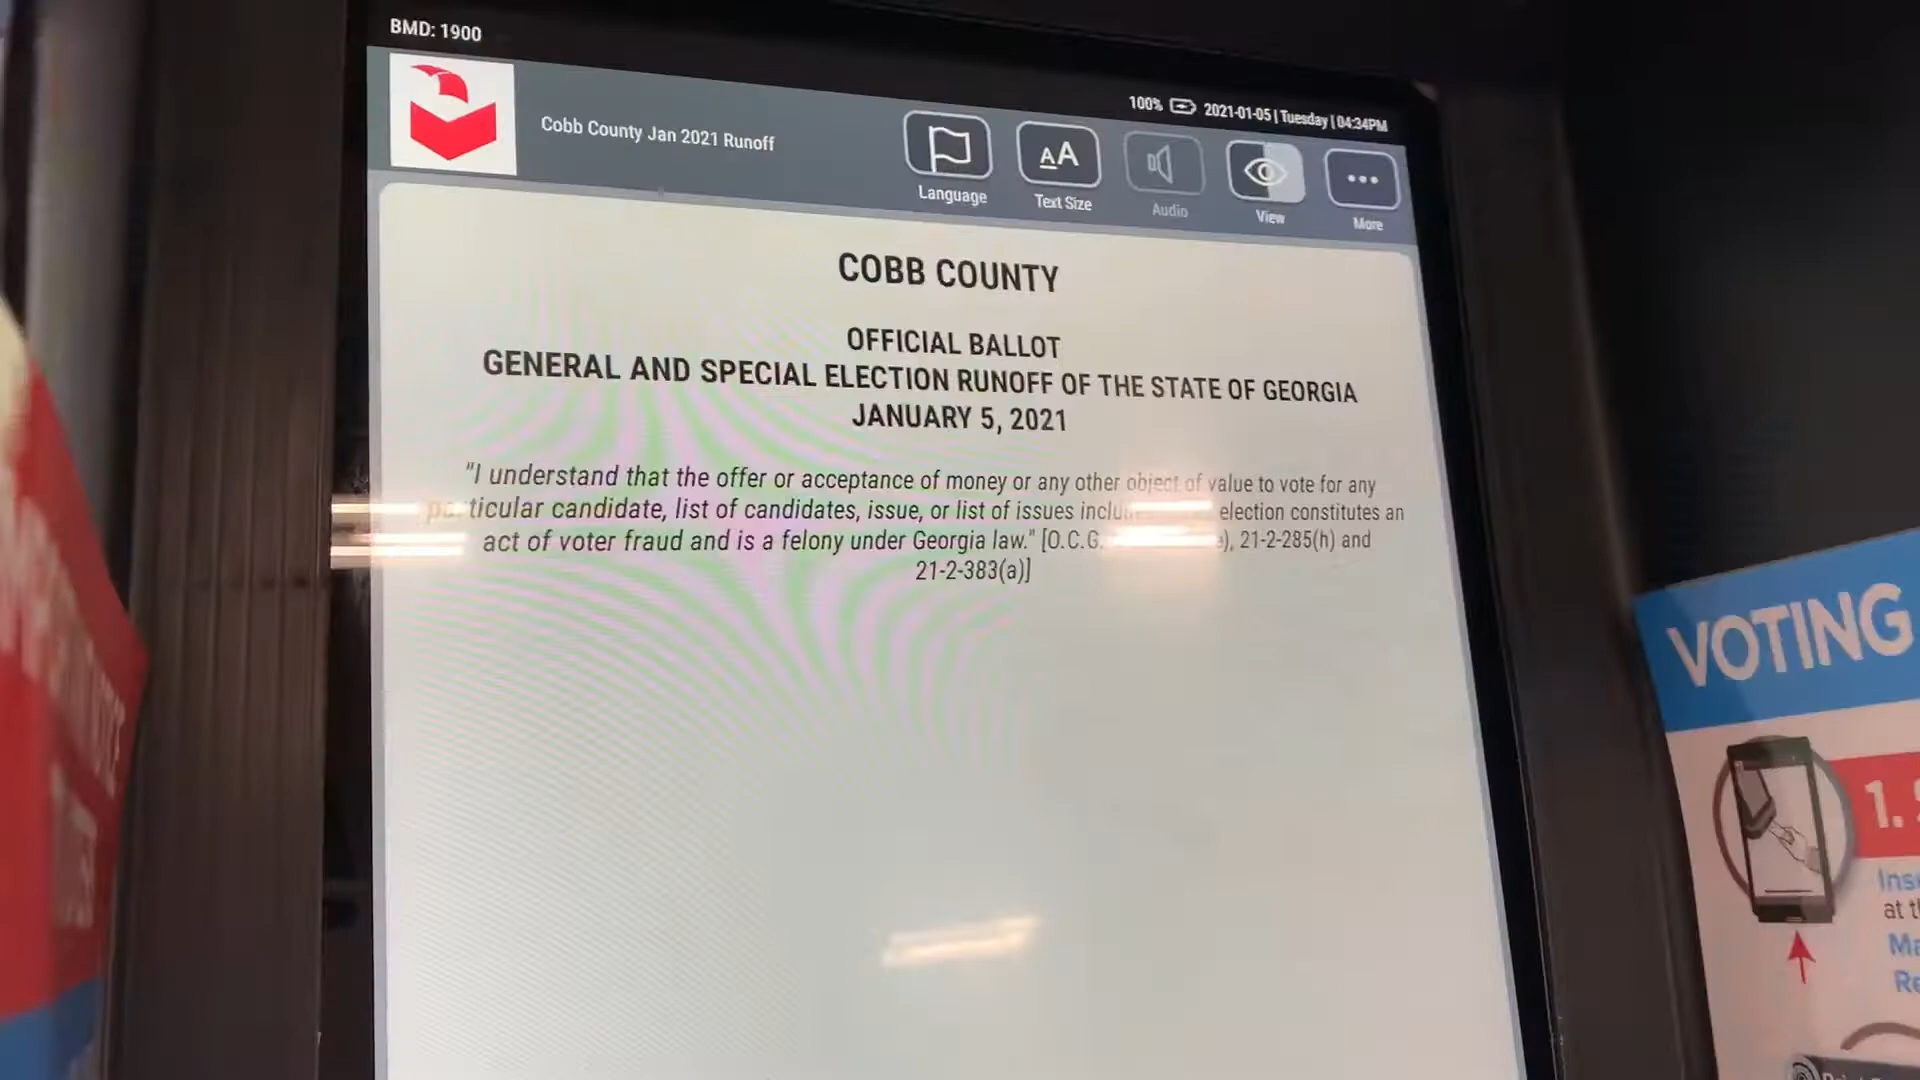 BMD: 1900
100% 2021-01-05 | Tuesday | 04:34PM
Cobb County Jan 2021 Runoff
Language
AA
Text Size
Audio
View
More
COBB COUNTY
OFFICIAL BALLOT
GENERAL AND SPECIAL ELECTION RUNOFF OF THE STATE OF GEORGIA
JANUARY 5, 2021
"I understand that the offer or acceptance of money or any other object of value to vote for any
particular candidate, list of candidates, issue, or list of issues election constitutes an
act of voter fraud and is a felony under Georgia law." [O.C.G. 21-2-285(h) and
21-2-383(a)]
VOTING
1.
at